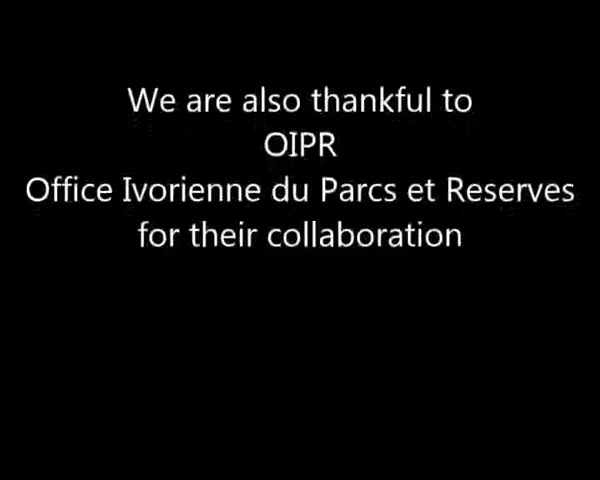 We are also thankful to
OIPR
Office Ivorienne du Parcs et Reserves
for their collaboration